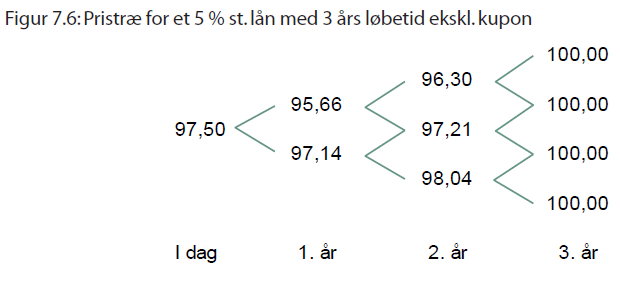 Figur 7.6: Pristræ for et 5 % st. lån med 3 års løbetid ekskl. kupon
100,00
96,30
95,66
100,00
97,50
97,21
97,14
100,00
98,04
100,00
I dag
1. år
2. år
3. år